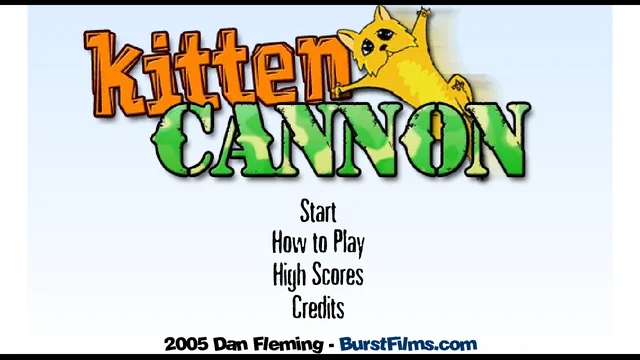 kitten
CANNON
Start
How to Play
High Scores
Credits
2005 Dan Fleming - BurstFilms.com